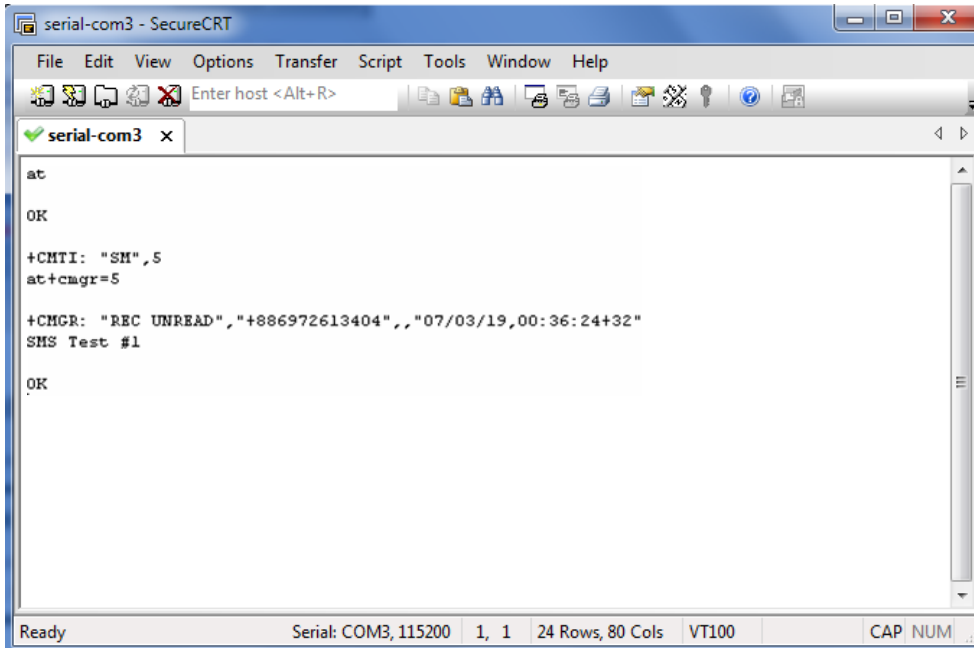 serial-com3 - SecureCRT
File Edit View Options Transfer Script Tools Window Help
Enter host <Alt+R>
serial-com3 x
at
OK
+CMTI: "SM",5
at+cmgr=5
+CMGR: "REC UNREAD","+886972613404",,"07/03/19,00:36:24+32"
SMS Test #1
OK
Ready Serial: COM3, 115200 1, 1 24 Rows, 80 Cols VT100 CAP NUM